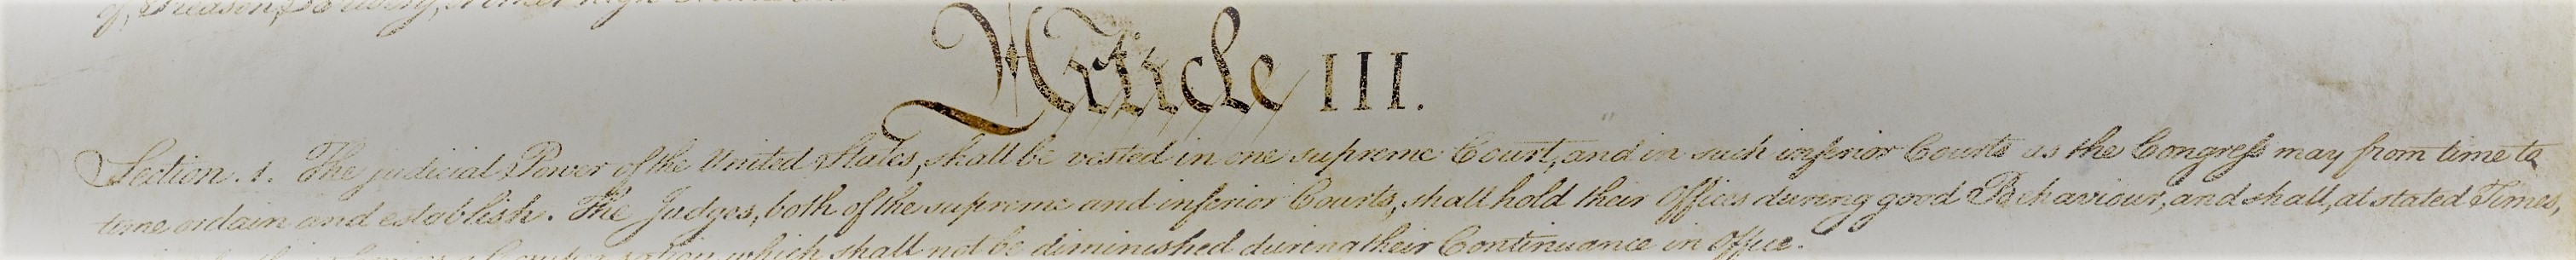 of, Treason, Bribery, or other high Crimes and
Article III.
Section. 1. The judicial Power of the United States, shall be vested in one supreme Court, and in such inferior Courts as the Congress may from time to
time ordain and establish. The Judges, both of the supreme and inferior Courts, shall hold their Offices during good Behaviour, and shall, at stated Times,
which shall not be diminished during their Continuance in Office.